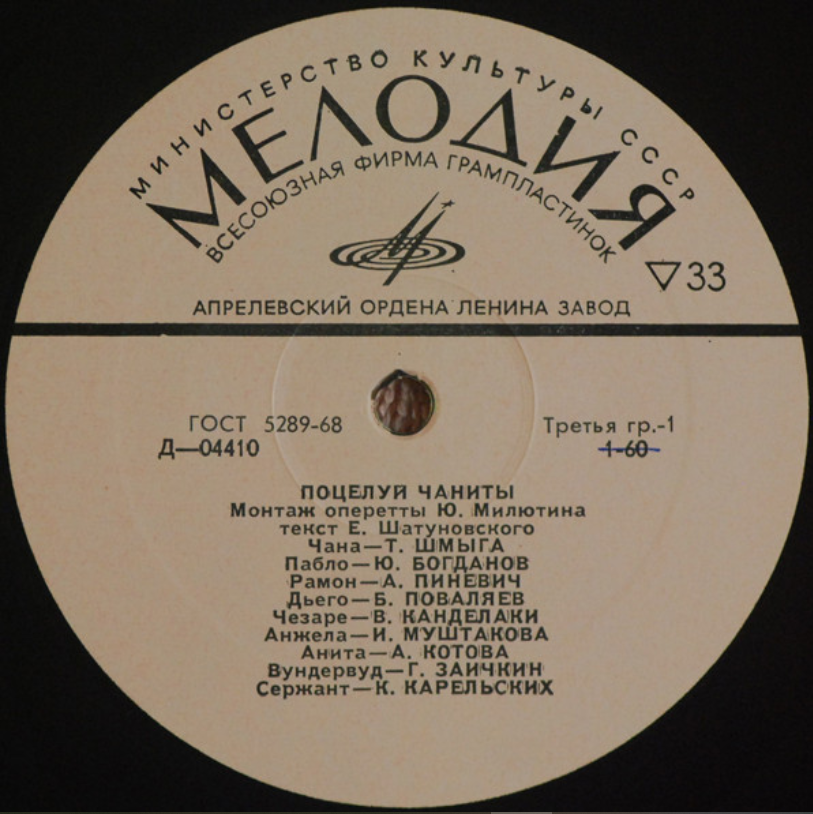 МИНИСТЕРСТВО КУЛЬТУРЫ СССР
МЕЛОДИЯ
ВСЕСОЮЗНАЯ ФИРМА ГРАМПЛАСТИНОК
▽33
АПРЕЛЕВСКИЙ ОРДЕНА ЛЕНИНА ЗАВОД
ГОСТ 5289-68 Третья гр.-1
Д—04410 1-60
ПОЦЕЛУЙ ЧАНИТЫ
Монтаж оперетты Ю. Милютина
текст Е. Шатуновского
Чана—Т. ШМЫГА
Пабло—Ю. БОГДАНОВ
Рамон—А. ПИНЕВИЧ
Дьего—Б. ПОВАЛЯЕВ
Чезаре—В. КАНДЕЛАКИ
Анжела—И. МУШТАКОВА
Анита—А. КОТОВА
Вундервуд—Г. ЗАИЧКИН
Сержант—К. КАРЕЛЬСКИХ